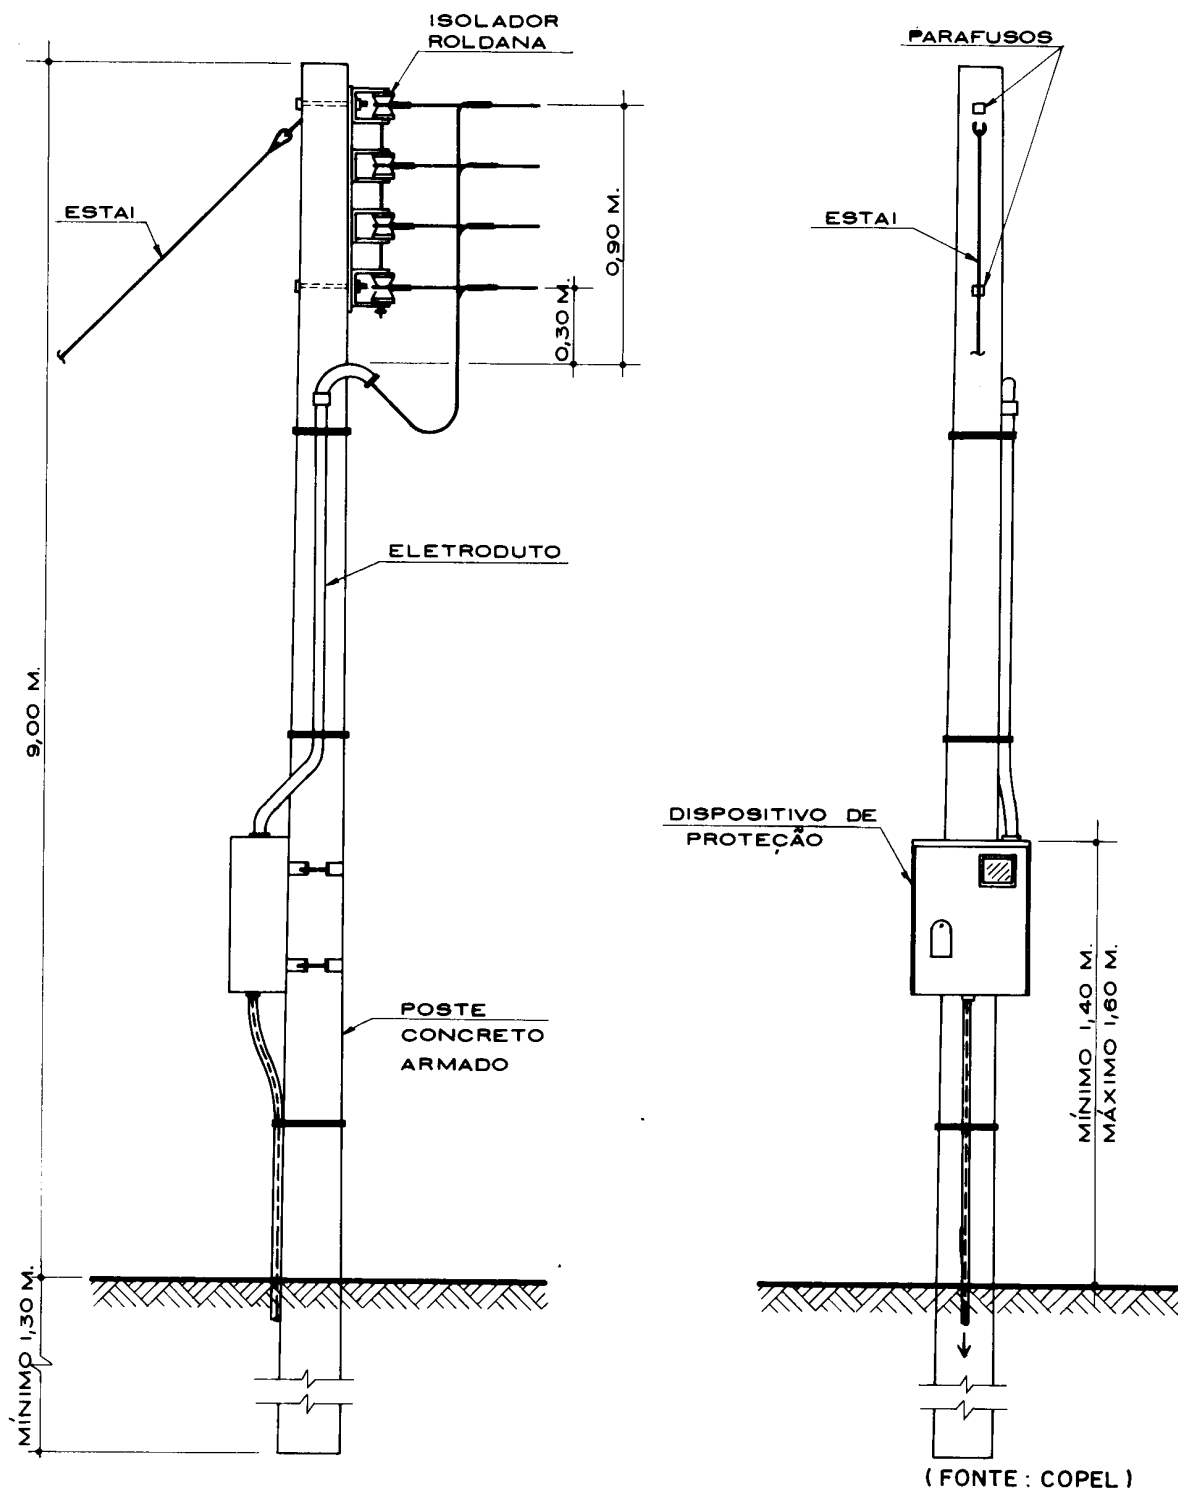 ISOLADOR
ROLDANA
ESTAI
0,90 M.
0,30 M.
ELETRODUTO
9,00 M.
POSTE
CONCRETO
ARMADO
MÍNIMO 1,30 M.
PARAFUSOS
ESTAI
DISPOSITIVO DE
PROTEÇÃO
MÍNIMO 1,40 M.
MÁXIMO 1,60 M.
(FONTE: COPEL)